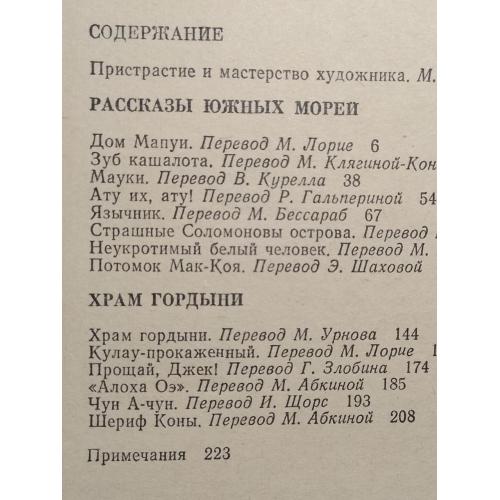 СОДЕРЖАНИЕ
Пристрастие и мастерство художника. М.
РАССКАЗЫ ЮЖНЫХ МОРЕЙ
Дом Мапуи. Перевод М. Лорие 6
Зуб кашалота. Перевод М. Клягиной-Кон
Мауки. Перевод В. Курелла 38
Ату их, ату! Перевод Р. Гальпериной 54
Язычник. Перевод М. Бессараб 67
Страшные Соломоновы острова. Перевод
Неукротимый белый человек. Перевод М.
Потомок Мак-Коя. Перевод Э. Шаховой
ХРАМ ГОРДЫНИ
Храм гордыни. Перевод М. Урнова 144
Кулау-прокаженный. Перевод М. Лорие
Прощай, Джек! Перевод Г. Злобина 174
«Алоха Оэ». Перевод М. Абкиной 185
Чун А-чун. Перевод И. Щорс 193
Шериф Коны. Перевод М. Абкиной 208
Примечания 223